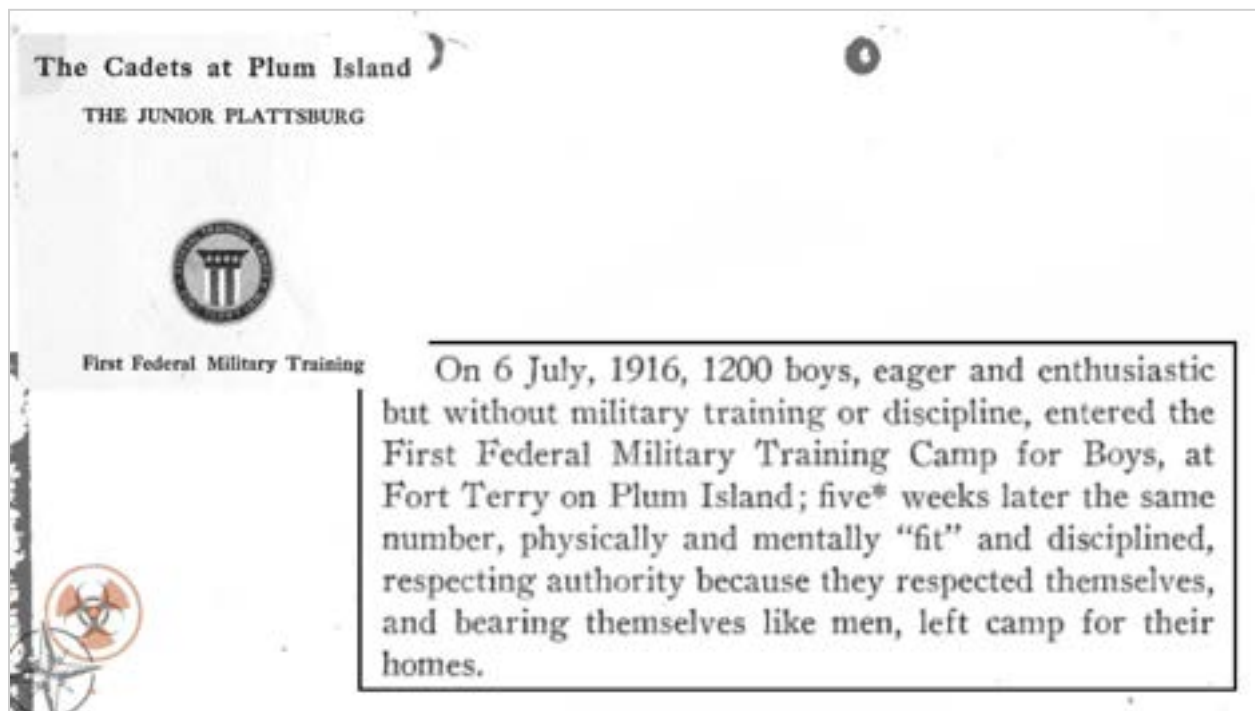 The Cadets at Plum Island
THE JUNIOR PLATTSBURG
First Federal Military Training
On 6 July, 1916, 1200 boys, eager and enthusiastic
but without military training or discipline, entered the
First Federal Military Training Camp for Boys, at
Fort Terry on Plum Island; five* weeks later the same
number, physically and mentally “fit” and disciplined,
respecting authority because they respected themselves,
and bearing themselves like men, left camp for their
homes.